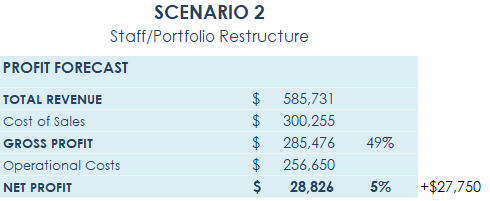 SCENARIO 2
Staff/Portfolio Restructure
PROFIT FORECAST
TOTAL REVENUE $ 585,731
Cost of Sales $ 300,255
GROSS PROFIT $ 285,476 49%
Operational Costs $ 256,650
NET PROFIT $ 28,826 5% +$27,750